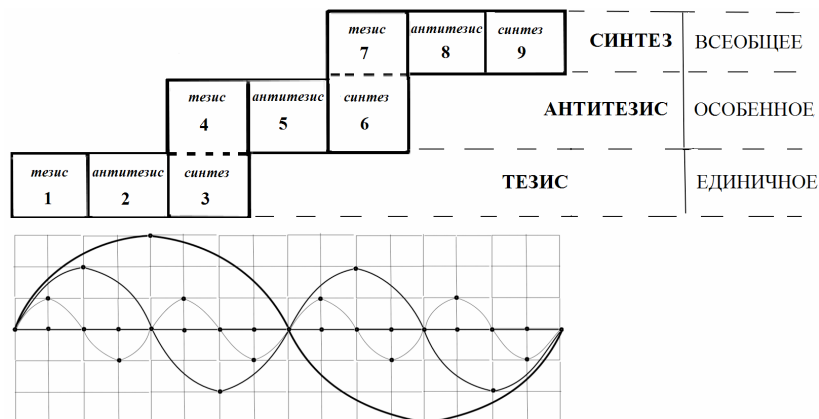 тезис антитезис синтез СИНТЕЗ ВСЕОБЩЕЕ
7 8 9
тезис антитезис синтез АНТИТЕЗИС ОСОБЕННОЕ
4 5 6
тезис антитезис синтез ТЕЗИС ЕДИНИЧНОЕ
1 2 3